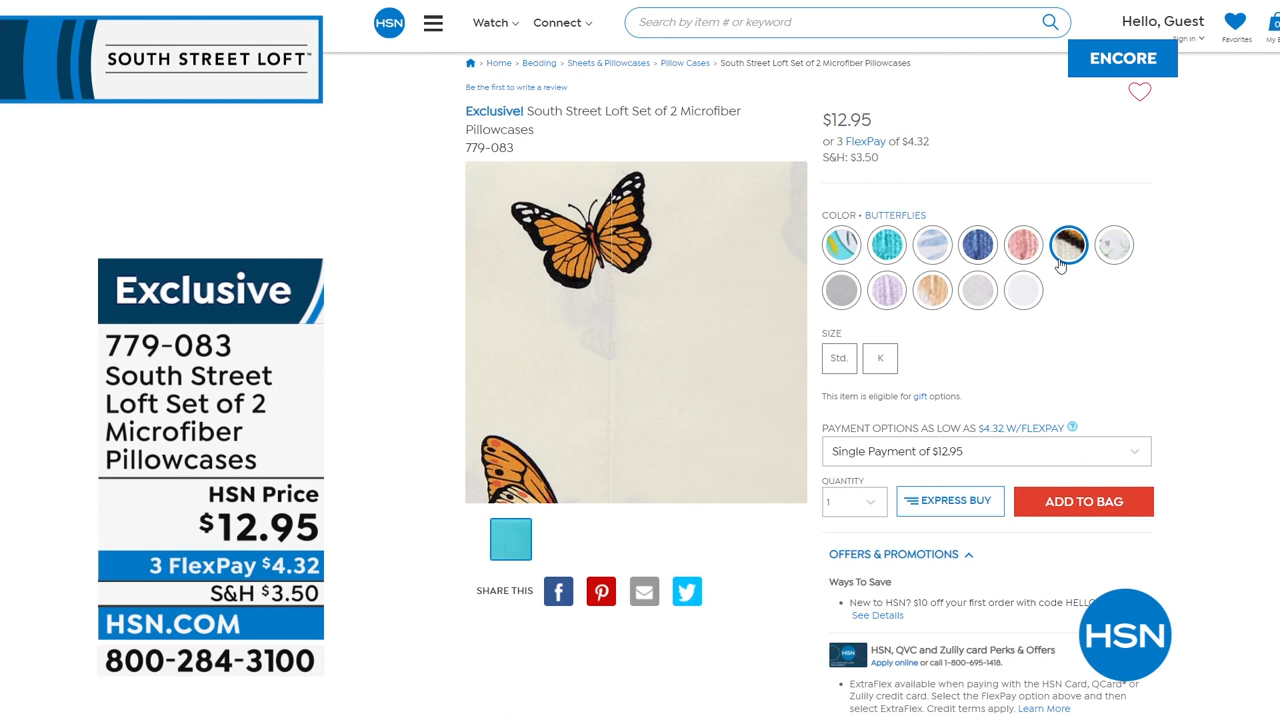 SOUTH STREET LOFT™
HSN
Watch
Connect
Search by item # or keyword
Hello, Guest
Sign In
Favorites
0
ENCORE
> Home > Bedding > Sheets & Pillowcases > Pillow Cases > South Street Loft Set of 2 Microfiber Pillowcases
Be the first to write a review
Exclusive! South Street Loft Set of 2 Microfiber
Pillowcases
779-083
$12.95
or 3 FlexPay of $4.32
S&H: $3.50
COLOR • BUTTERFLIES
SIZE
Std.
K
This item is eligible for gift options.
PAYMENT OPTIONS AS LOW AS $4.32 W/FLEXPAY ?
Single Payment of $12.95
QUANTITY
1
EXPRESS BUY
ADD TO BAG
OFFERS & PROMOTIONS
Ways To Save
• New to HSN? $10 off your first order with code
See Details
HSN, QVC and Zulily card Perks & Offers
Apply online or call 1-800-695-1418.
• ExtraFlex available when paying with the HSN Card, QCard® or
Zulily credit card. Select the FlexPay option above and then
select ExtraFlex. Credit terms apply. Learn More
SHARE THIS
HSN
Exclusive
779-083
South Street
Loft Set of 2
Microfiber
Pillowcases
HSN Price
$12.95
3 FlexPay $4.32
S&H $3.50
HSN.COM
800-284-3100